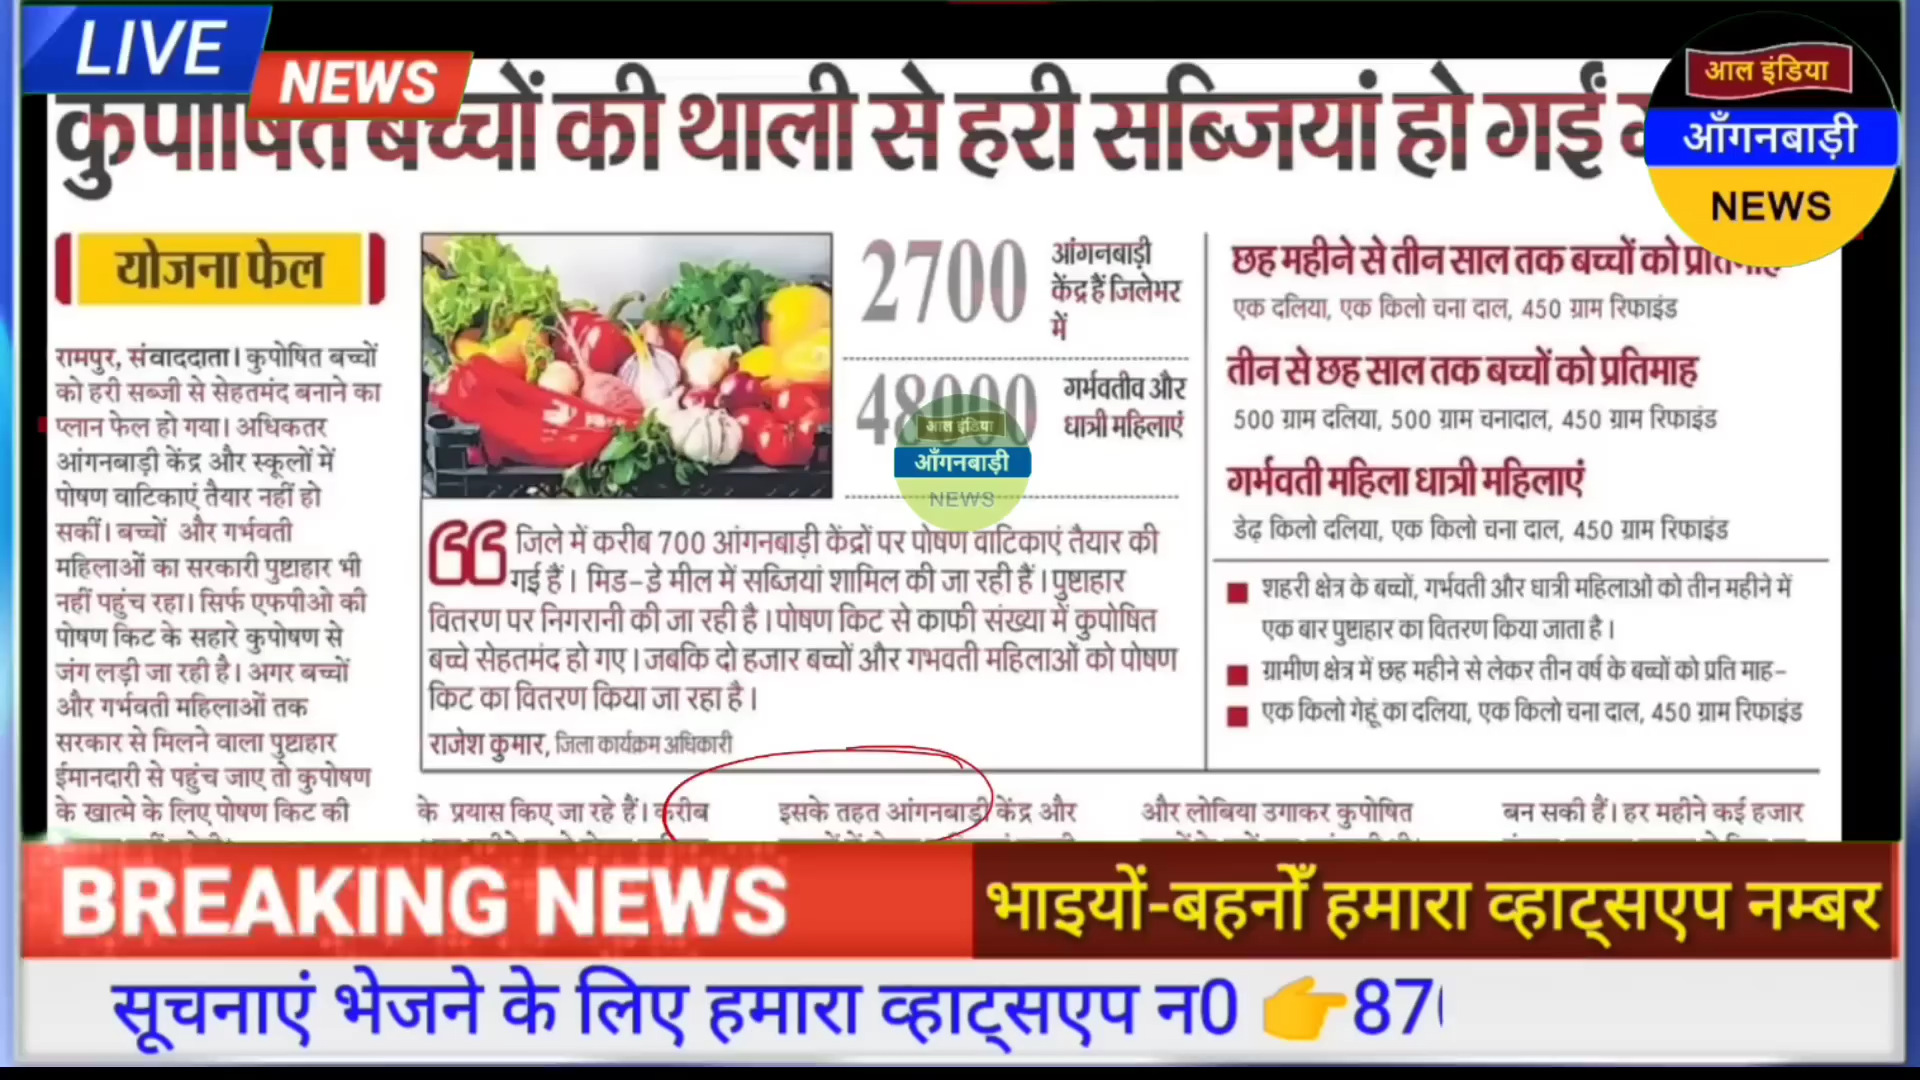 LIVE
NEWS
आल इंडिया
आँगनबाड़ी
NEWS
कुपोषित बच्चों की थाली से हरी सब्जियां हो गईं
योजना फेल
रामपुर, संवाददाता। कुपोषित बच्चों
को हरी सब्जी से सेहतमंद बनाने का
प्लान फेल हो गया। अधिकतर
आंगनबाड़ी केंद्र और स्कूलों में
पोषण वाटिकाएं तैयार नहीं हो
सकीं। बच्चों और गर्भवती
महिलाओं का सरकारी पुष्टाहार भी
नहीं पहुंच रहा। सिर्फ एफपीओ की
पोषण किट के सहारे कुपोषण से
जंग लड़ी जा रही है। अगर बच्चों
और गर्भवती महिलाओं तक
सरकार से मिलने वाला पुष्टाहार
ईमानदारी से पहुंच जाए तो कुपोषण
के खात्मे के लिए पोषण किट की
2700
आंगनबाड़ी
केंद्र हैं जिलेभर
में
48000
गर्भवतीव और
धात्री महिलाएं
आल इंडिया
आँगनबाड़ी
NEWS
जिले में करीब 700 आंगनबाड़ी केंद्रों पर पोषण वाटिकाएं तैयार की
गई हैं। मिड-डे मील में सब्जियां शामिल की जा रही हैं। पुष्टाहार
वितरण पर निगरानी की जा रही है। पोषण किट से काफी संख्या में कुपोषित
बच्चे सेहतमंद हो गए। जबकि दो हजार बच्चों और गभवती महिलाओं को पोषण
किट का वितरण किया जा रहा है।
राजेश कुमार, जिला कार्यक्रम अधिकारी
छह महीने से तीन साल तक बच्चों को प्रतिमाह
एक दलिया, एक किलो चना दाल, 450 ग्राम रिफाइंड
तीन से छह साल तक बच्चों को प्रतिमाह
500 ग्राम दलिया, 500 ग्राम चनादाल, 450 ग्राम रिफाइंड
गर्भवती महिला धात्री महिलाएं
डेढ़ किलो दलिया, एक किलो चना दाल, 450 ग्राम रिफाइंड
शहरी क्षेत्र के बच्चों, गर्भवती और धात्री महिलाओं को तीन महीने में
एक बार पुष्टाहार का वितरण किया जाता है।
ग्रामीण क्षेत्र में छह महीने से लेकर तीन वर्ष के बच्चों को प्रति माह-
एक किलो गेहूं का दलिया, एक किलो चना दाल, 450 ग्राम रिफाइंड
के प्रयास किए जा रहे हैं। करीब
इसके तहत आंगनबाड़ी केंद्र और
और लोबिया उगाकर कुपोषित
बन सकी हैं। हर महीने कई हजार
BREAKING NEWS
भाइयों-बहनोँ हमारा व्हाट्सएप नम्बर
सूचनाएं भेजने के लिए हमारा व्हाट्सएप न0 👉87